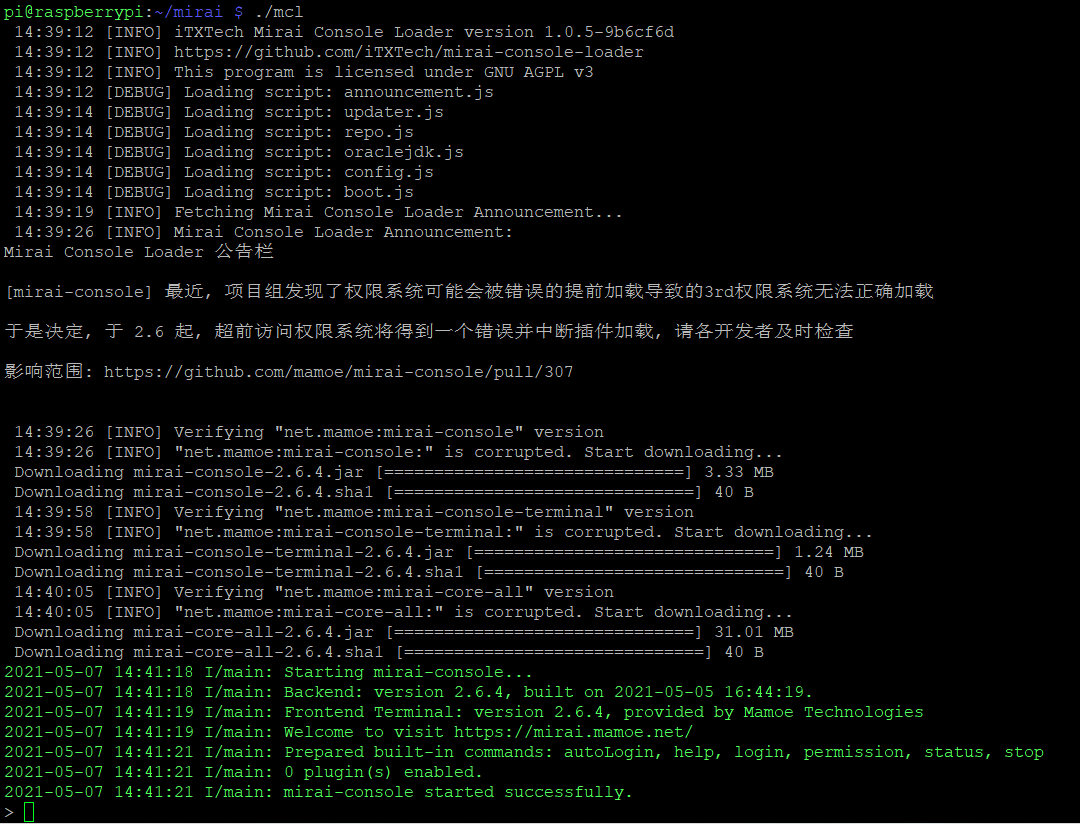 pi@raspberrypi:~/mirai $ ./mcl
14:39:12 [INFO] iTXTech Mirai Console Loader version 1.0.5-9b6cf6d
14:39:12 [INFO] https://github.com/iTXTech/mirai-console-loader
14:39:12 [INFO] This program is licensed under GNU AGPL v3
14:39:12 [DEBUG] Loading script: announcement.js
14:39:14 [DEBUG] Loading script: updater.js
14:39:14 [DEBUG] Loading script: repo.js
14:39:14 [DEBUG] Loading script: oraclejdk.js
14:39:14 [DEBUG] Loading script: config.js
14:39:14 [DEBUG] Loading script: boot.js
14:39:19 [INFO] Fetching Mirai Console Loader Announcement...
14:39:26 [INFO] Mirai Console Loader Announcement:
Mirai Console Loader 公告栏
[mirai-console] 最近, 项目组发现了权限系统可能会被错误的提前加载导致的3rd权限系统无法正确加载
于是决定, 于 2.6 起, 超前访问权限系统将得到一个错误并中断插件加载, 请各开发者及时检查
影响范围: https://github.com/mamoe/mirai-console/pull/307
14:39:26 [INFO] Verifying "net.mamoe:mirai-console" version
14:39:26 [INFO] "net.mamoe:mirai-console:" is corrupted. Start downloading...
Downloading mirai-console-2.6.4.jar [==============================] 3.33 MB
Downloading mirai-console-2.6.4.sha1 [==============================] 40 B
14:39:58 [INFO] Verifying "net.mamoe:mirai-console-terminal" version
14:39:58 [INFO] "net.mamoe:mirai-console-terminal:" is corrupted. Start downloading...
Downloading mirai-console-terminal-2.6.4.jar [==============================] 1.24 MB
Downloading mirai-console-terminal-2.6.4.sha1 [==============================] 40 B
14:40:05 [INFO] Verifying "net.mamoe:mirai-core-all" version
14:40:05 [INFO] "net.mamoe:mirai-core-all:" is corrupted. Start downloading...
Downloading mirai-core-all-2.6.4.jar [==============================] 31.01 MB
Downloading mirai-core-all-2.6.4.sha1 [==============================] 40 B
2021-05-07 14:41:18 I/main: Starting mirai-console...
2021-05-07 14:41:18 I/main: Backend: version 2.6.4, built on 2021-05-05 16:44:19.
2021-05-07 14:41:19 I/main: Frontend Terminal: version 2.6.4, provided by Mamoe Technologies
2021-05-07 14:41:19 I/main: Welcome to visit https://mirai.mamoe.net/
2021-05-07 14:41:21 I/main: Prepared built-in commands: autoLogin, help, login, permission, status, stop
2021-05-07 14:41:21 I/main: 0 plugin(s) enabled.
2021-05-07 14:41:21 I/main: mirai-console started successfully.
>